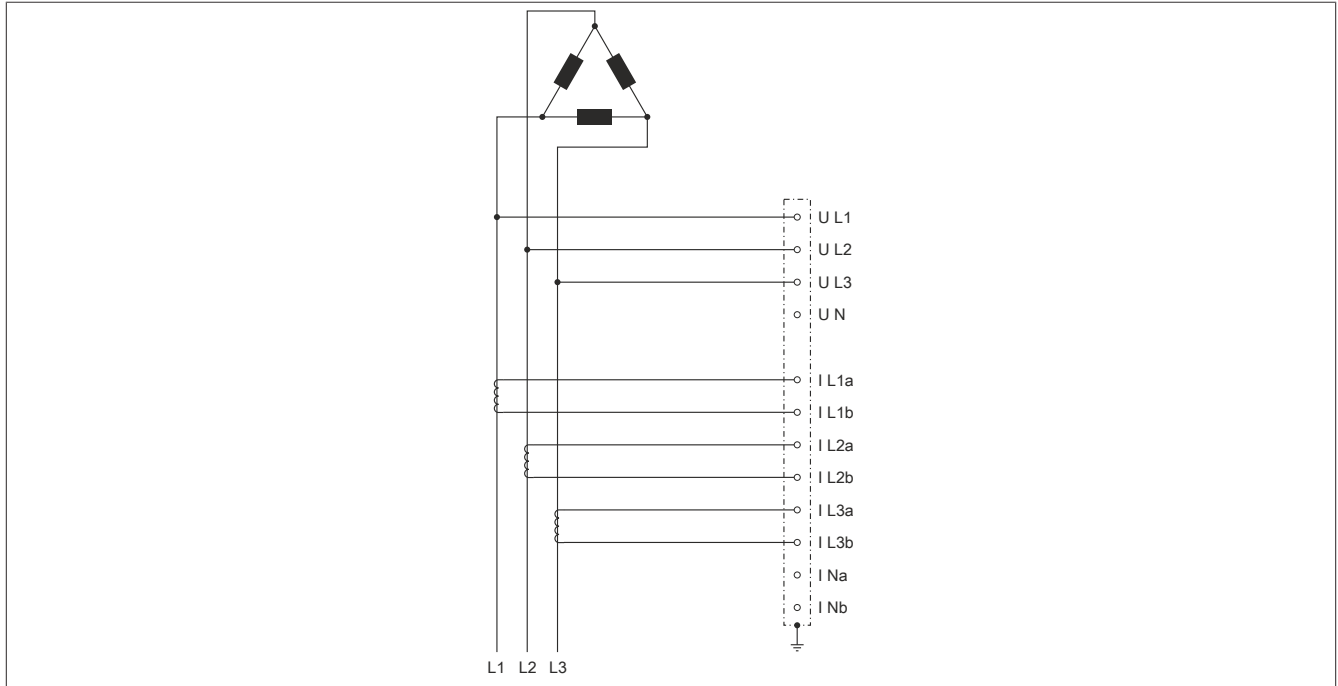 U L1
U L2
U L3
U N
I L1a
I L1b
I L2a
I L2b
I L3a
I L3b
I Na
I Nb
L1 L2 L3